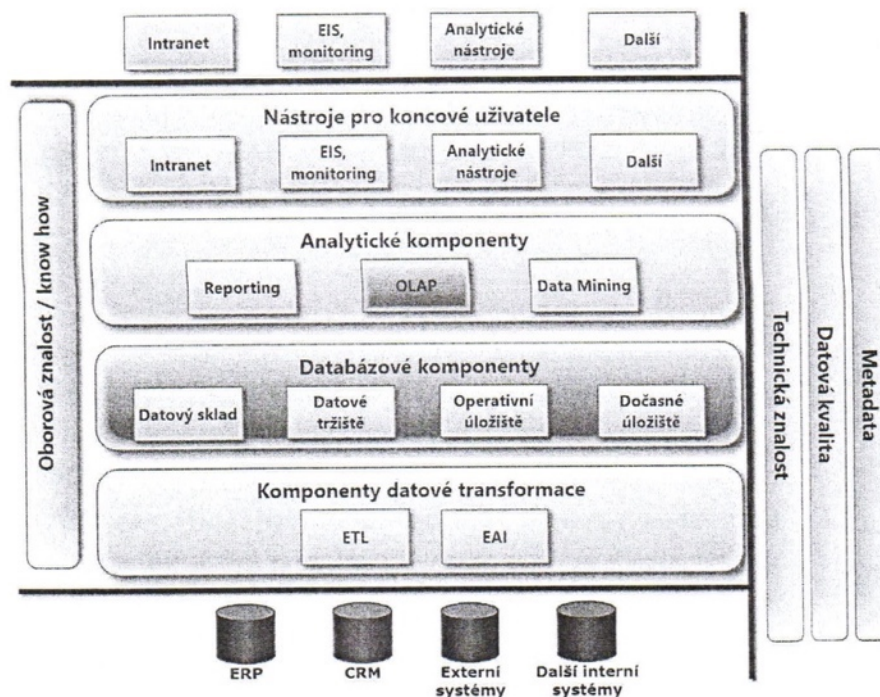 Intranet
EIS,
monitoring
Analytické
nástroje
Další
Oborová znalost / know how
Nástroje pro koncové uživatele
Intranet
EIS,
monitoring
Analytické
nástroje
Další
Analytické komponenty
Reporting
OLAP
Data Mining
Databázové komponenty
Datový sklad
Datové
tržiště
Operativní
úložiště
Dočasné
úložiště
Komponenty datové transformace
ETL
EAI
Technická znalost
Datová kvalita
Metadata
ERP
CRM
Externí
systémy
Další interní
systémy